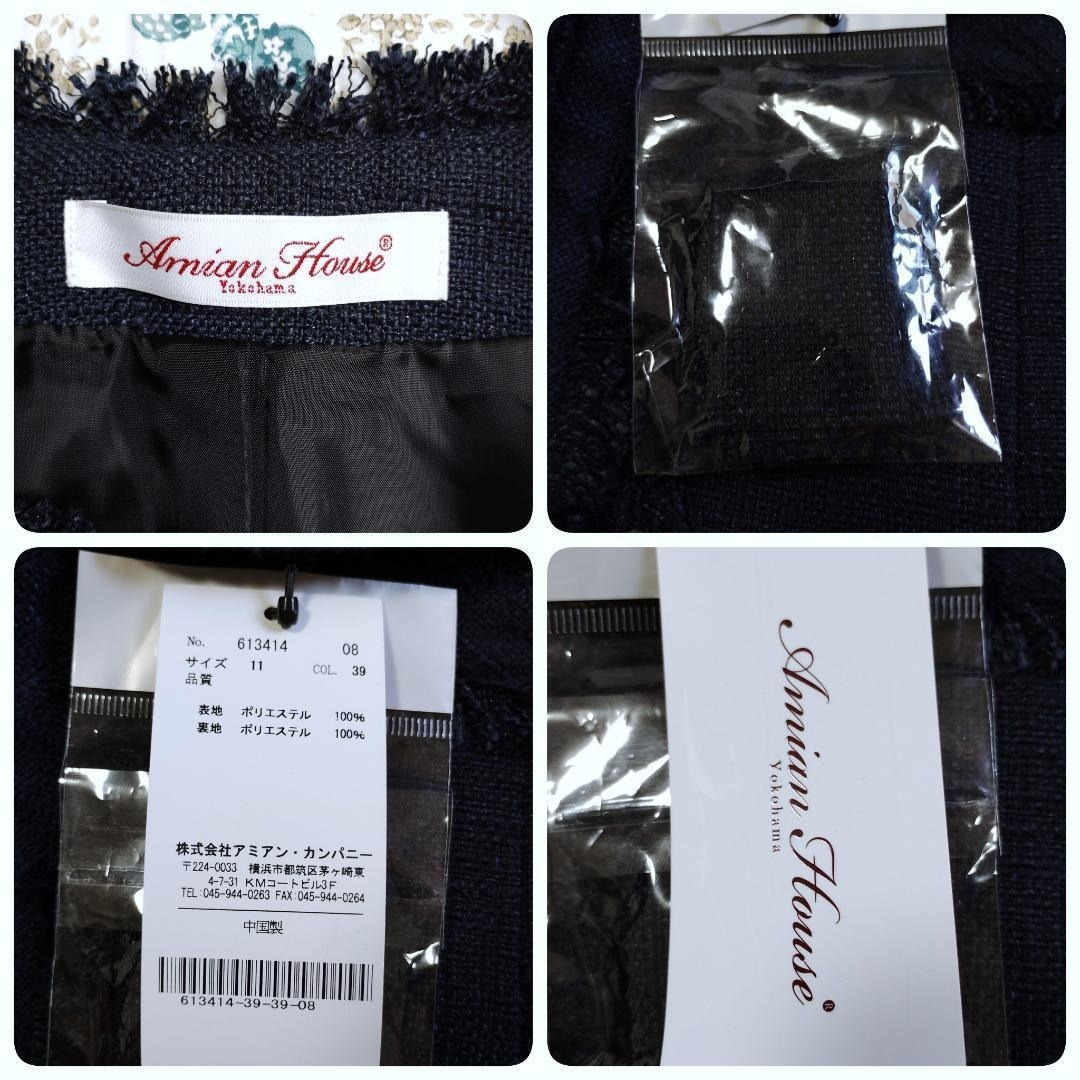 Amian House®
Yokohama
No. 613414 08
サイズ 11 COL. 39
品質
表地 ポリエステル 100%
裏地 ポリエステル 100%
株式会社アミアン・カンパニー
〒224-0033 横浜市都筑区茅ヶ崎東
4-7-31 KMコートビル3F
TEL:045-944-0263 FAX:045-944-0264
中国製
613414-39-39-08
Amian House®
Yokohama